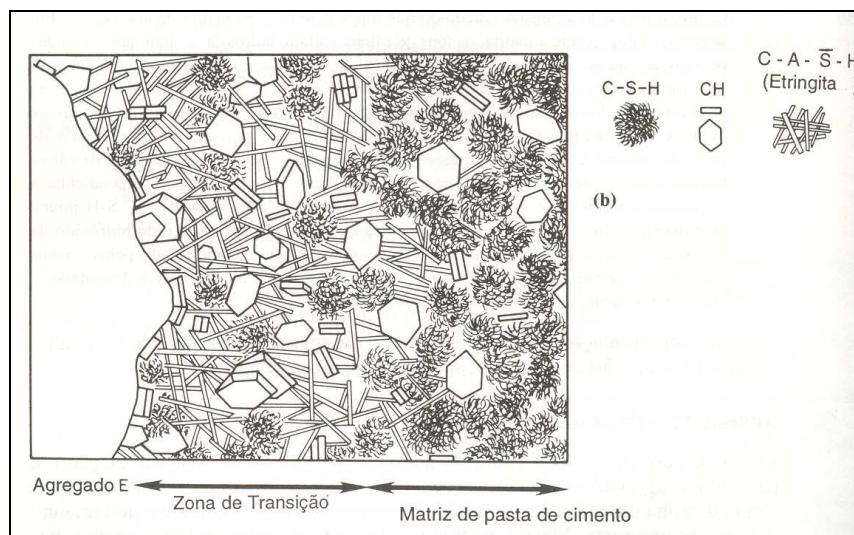 C - A - S̅ - H
C–S–H CH (Etringita
(b)
Agregado E
Zona de Transição
Matriz de pasta de cimento